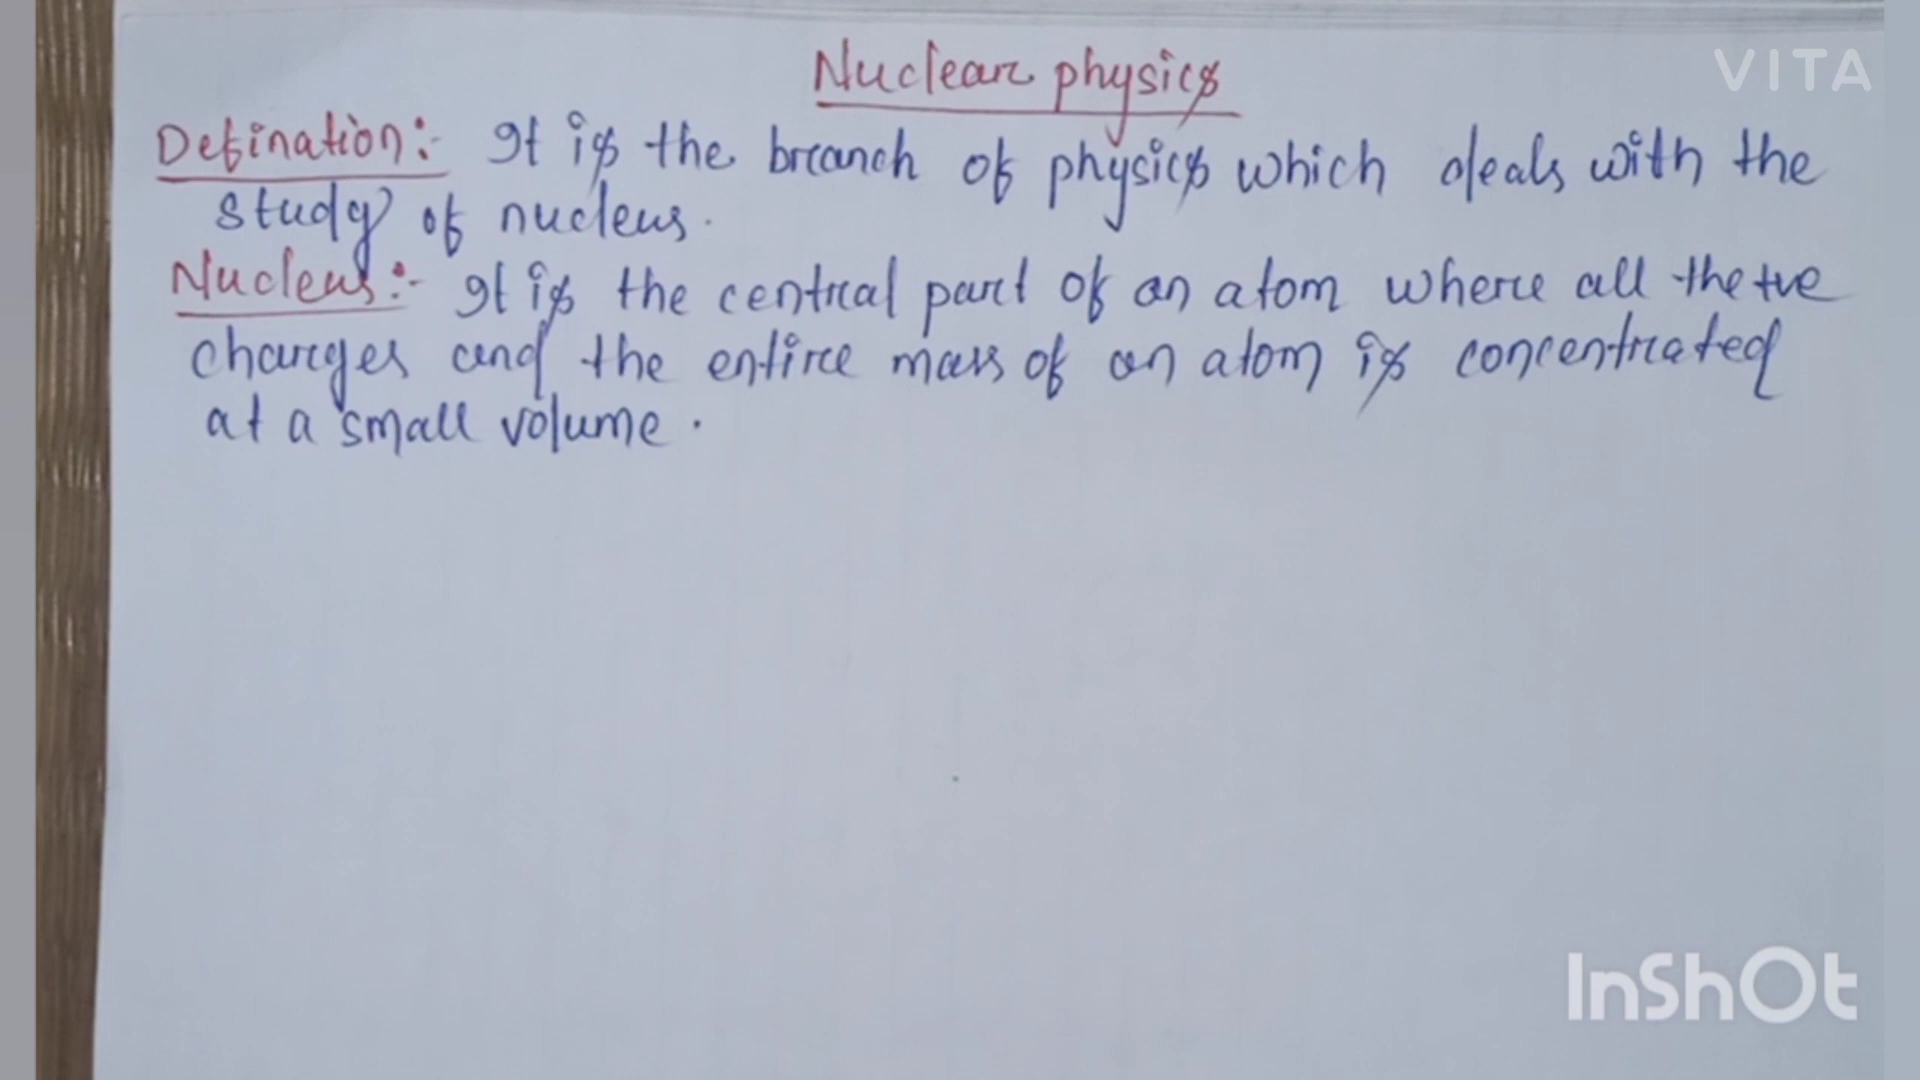 Nuclear physics
VITA
Defination:- It is the branch of physics which deals with the
study of nucleus.
Nucleus:- It is the central part of an atom where all the +ve
charges and the entire mass of an atom is concentrated
at a small volume.
InShOt